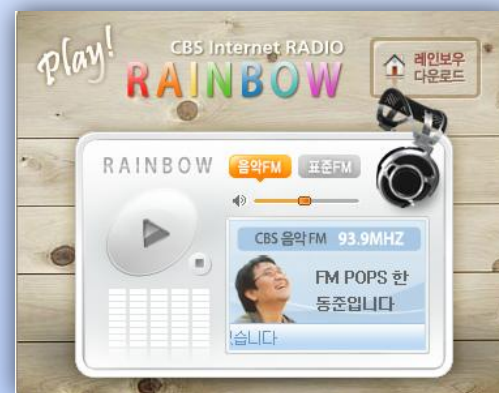 Play!
CBS Internet RADIO
RAINBOW
레인보우
다운로드
RAINBOW
음악FM
표준FM
CBS 음악FM 93.9MHZ
FM POPS 한
동준입니다
있습니다